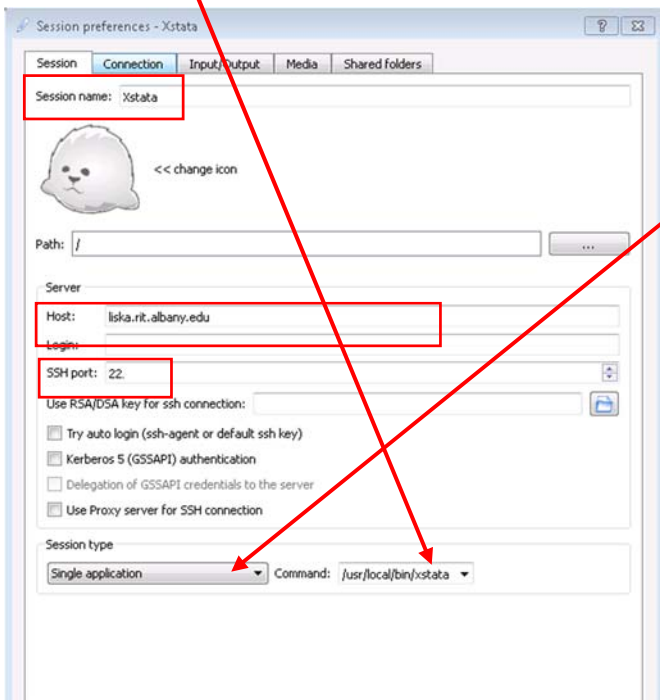 Session preferences - Xstata
Session Connection Input/Output Media Shared folders
Session name: Xstata
<< change icon
Path: / ...
Server
Host: liska.rit.albany.edu
Login:
SSH port: 22.
Use RSA/DSA key for ssh connection:
Try auto login (ssh-agent or default ssh key)
Kerberos 5 (GSSAPI) authentication
Delegation of GSSAPI credentials to the server
Use Proxy server for SSH connection
Session type
Single application Command: /usr/local/bin/xstata